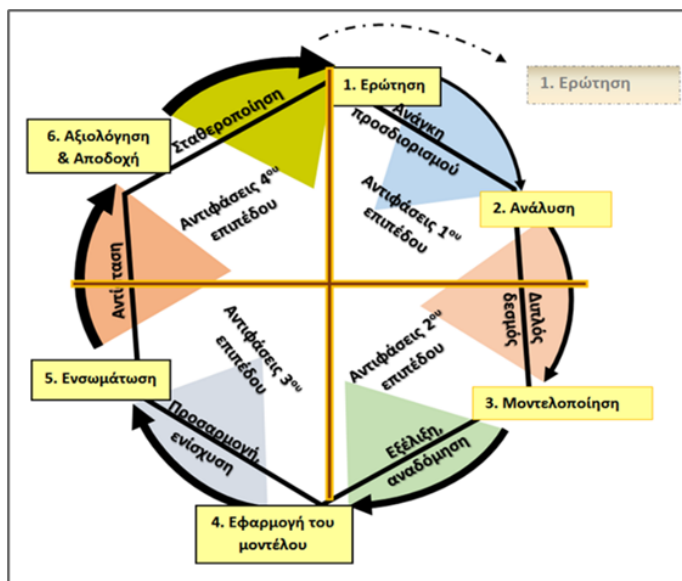 1. Ερώτηση
1. Ερώτηση
Ανάγκη
προσδιορισμού
Αντιφάσεις 1ου
επιπέδου
2. Ανάλυση
Διπλός
δεσμός
Αντιφάσεις 2ου
επιπέδου
3. Μοντελοποίηση
Εξέλιξη,
αναδόμηση
4. Εφαρμογή του
μοντέλου
Προσαρμογή,
ενίσχυση
Αντιφάσεις 3ου
επιπέδου
5. Ενσωμάτωση
Αντίσταση
6. Αξιολόγηση
& Αποδοχή
Σταθεροποίηση
Αντιφάσεις 4ου
επιπέδου